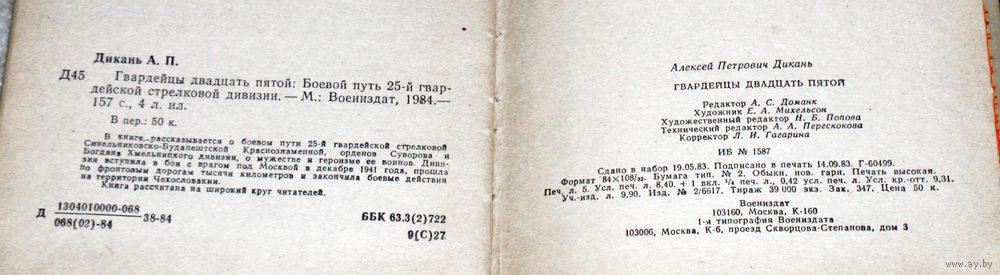 Дикань А. П.
Д45 Гвардейцы двадцать пятой: Боевой путь 25-й гвар-
дейской стрелковой дивизии. — М.: Воениздат, 1984.—
157 с., 4 л. ил.
В пер.: 50 к.
В книге рассказывается о боевом пути 25-й гвардейской стрелковой
Синельниковско-Будапештской Краснознаменной, орденов Суворова и
Богдана Хмельницкого дивизии, о мужестве и героизме ее воинов. Диви-
зия вступила в бой с врагом под Москвой в декабре 1941 года, прошла
по фронтовым дорогам тысячи километров и закончила боевые действия
на территории Чехословакии.
Книга рассчитана на широкий круг читателей.
Д 1304010000-068
068(02)-84
38-84
ББК 63.3(2)722
9(С)27
Алексей Петрович Дикань
ГВАРДЕЙЦЫ ДВАДЦАТЬ ПЯТОЙ
Редактор А. С. Доманк
Художник Е. А. Михельсон
Художественный редактор Н. Б. Попова
Технический редактор А. А. Перескокова
Корректор Л. И. Гагарина
ИБ № 1587
Сдано в набор 19.05.83. Подписано в печать 14.09.83. Г-60499.
Формат 84×108/32. Бумага тип. № 2. Обыкн. нов. гарн. Печать высокая.
Печ. л. 5. Усл. печ. л. 8,40. + 1 вкл. 1/4 печ. л., 0,42 усл. печ. л. Усл. кр.-отт. 9,31.
Уч.-изд. л. 9,90. Изд. № 2/6617. Тираж 39 000 экз. Зак. 347. Цена 50 к.
Воениздат
103160, Москва, К-160
1-я типография Воениздата
103006, Москва, К-6, проезд Скворцова-Степанова, дом 3
www.ay.by